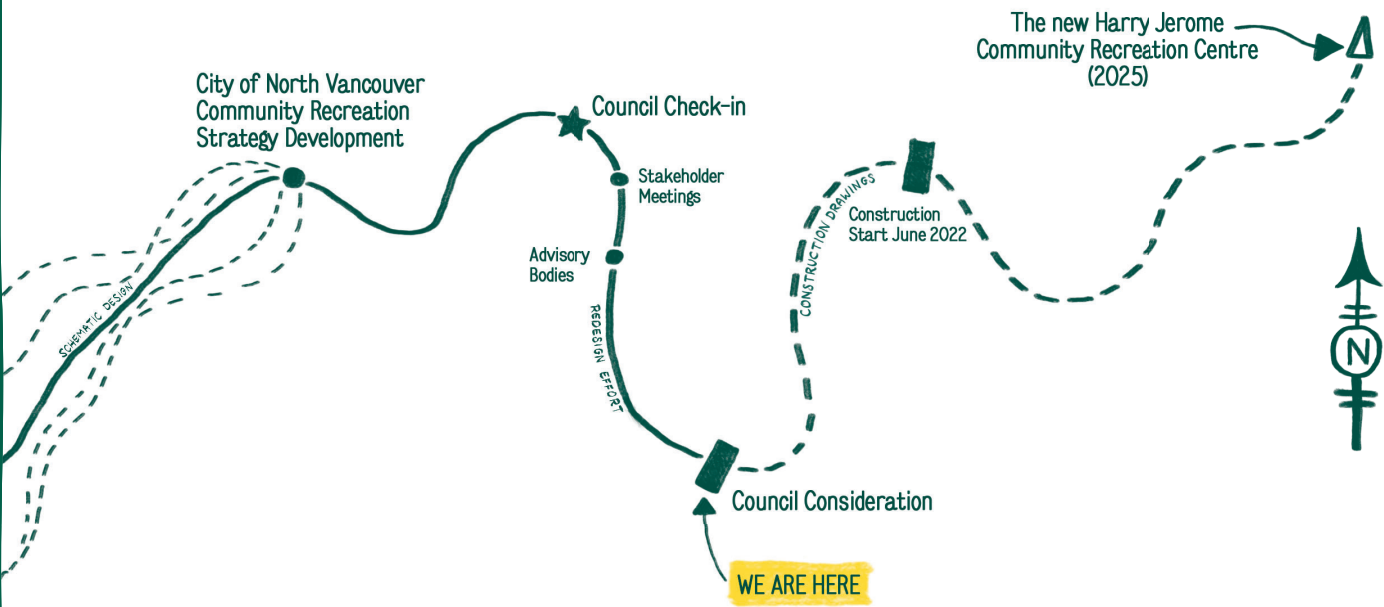 The new Harry Jerome
Community Recreation Centre
(2025)
City of North Vancouver
Community Recreation
Strategy Development
Council Check-in
Stakeholder
Meetings
Advisory
Bodies
SCHEMATIC DESIGN
REDESIGN EFFORT
CONSTRUCTION DRAWINGS
Construction
Start June 2022
N
Council Consideration
WE ARE HERE